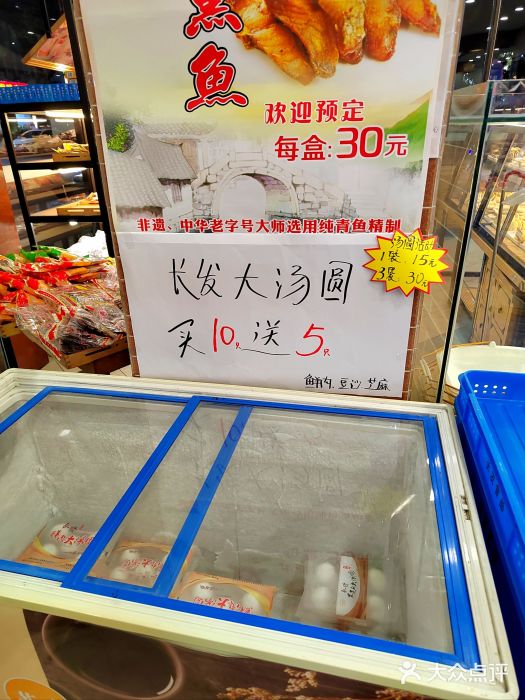 熏
魚
欢迎预定
每盒:30元
非遗、中华老字号大师选用纯青鱼精制
汤圆活动
1袋 15元
3袋 30元
长发大汤圆
买10只送5只
鲜肉 豆沙 芝麻
大众点评